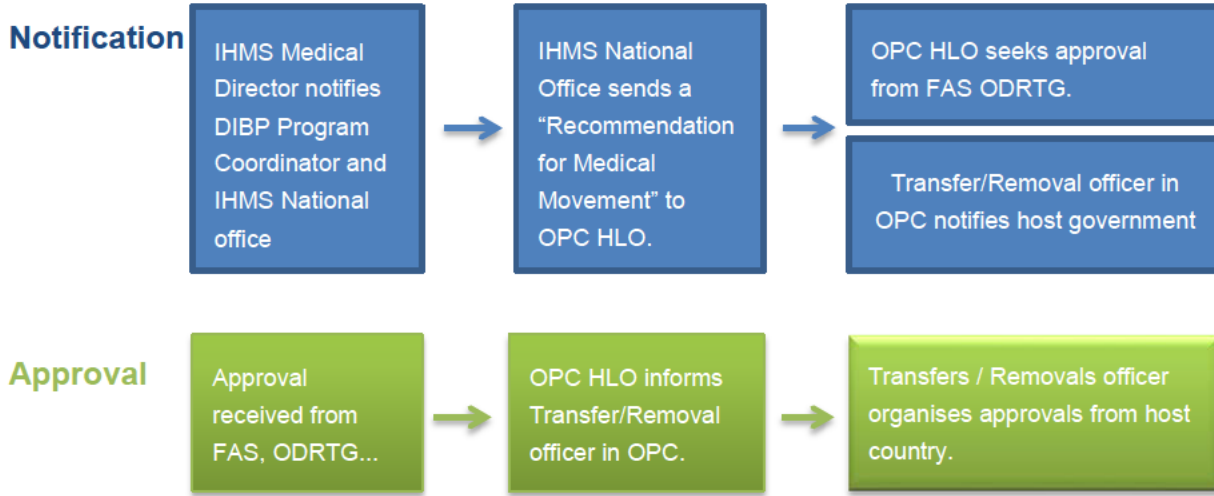 Notification
IHMS Medical
Director notifies
DIBP Program
Coordinator and
IHMS National
office
IHMS National
Office sends a
“Recommendation
for Medical
Movement” to
OPC HLO.
OPC HLO seeks approval
from FAS ODRTG.
Transfer/Removal officer in
OPC notifies host government
Approval
Approval
received from
FAS, ODRTG...
OPC HLO informs
Transfer/Removal
officer in OPC.
Transfers / Removals officer
organises approvals from host
country.